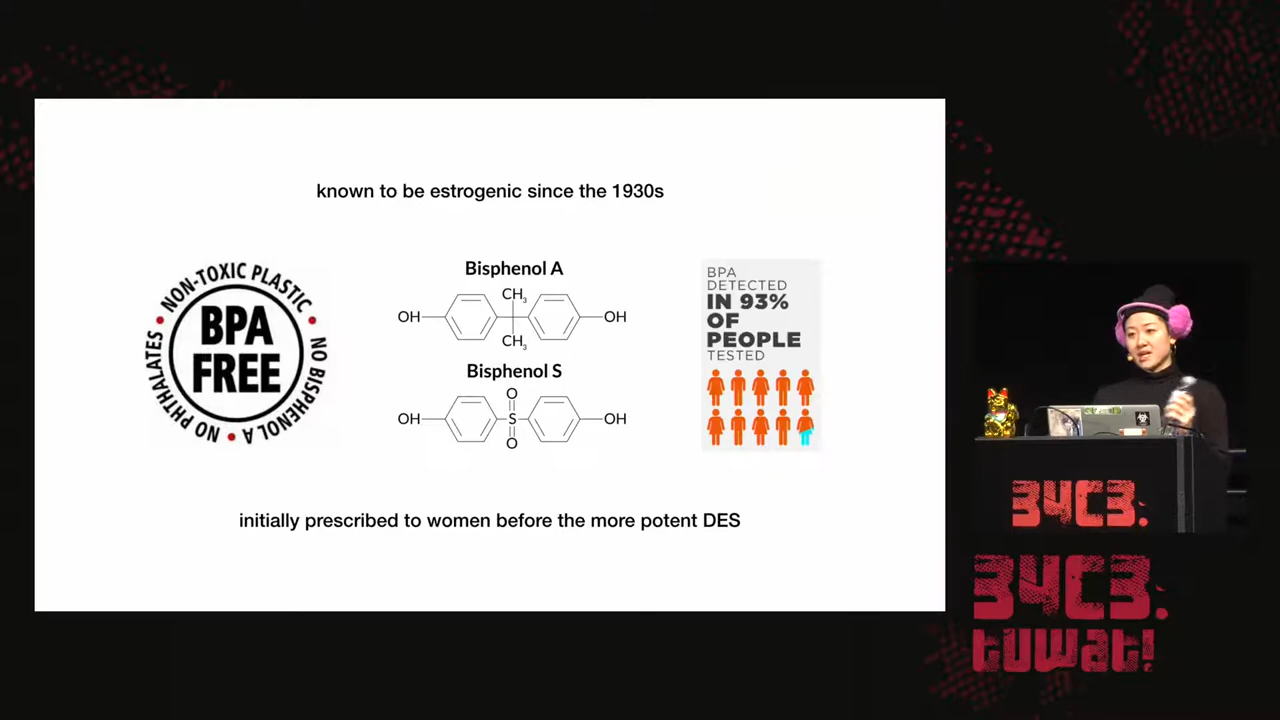 known to be estrogenic since the 1930s
NON-TOXIC PLASTIC • NO BISPHENOL A • NO PHTHALATES •
BPA
FREE
Bisphenol A
CH3
OH
OH
CH3
Bisphenol S
O
OH
S
OH
O
BPA
DETECTED
IN 93%
OF
PEOPLE
TESTED
initially prescribed to women before the more potent DES
34C3.
34C3.
tuwat!